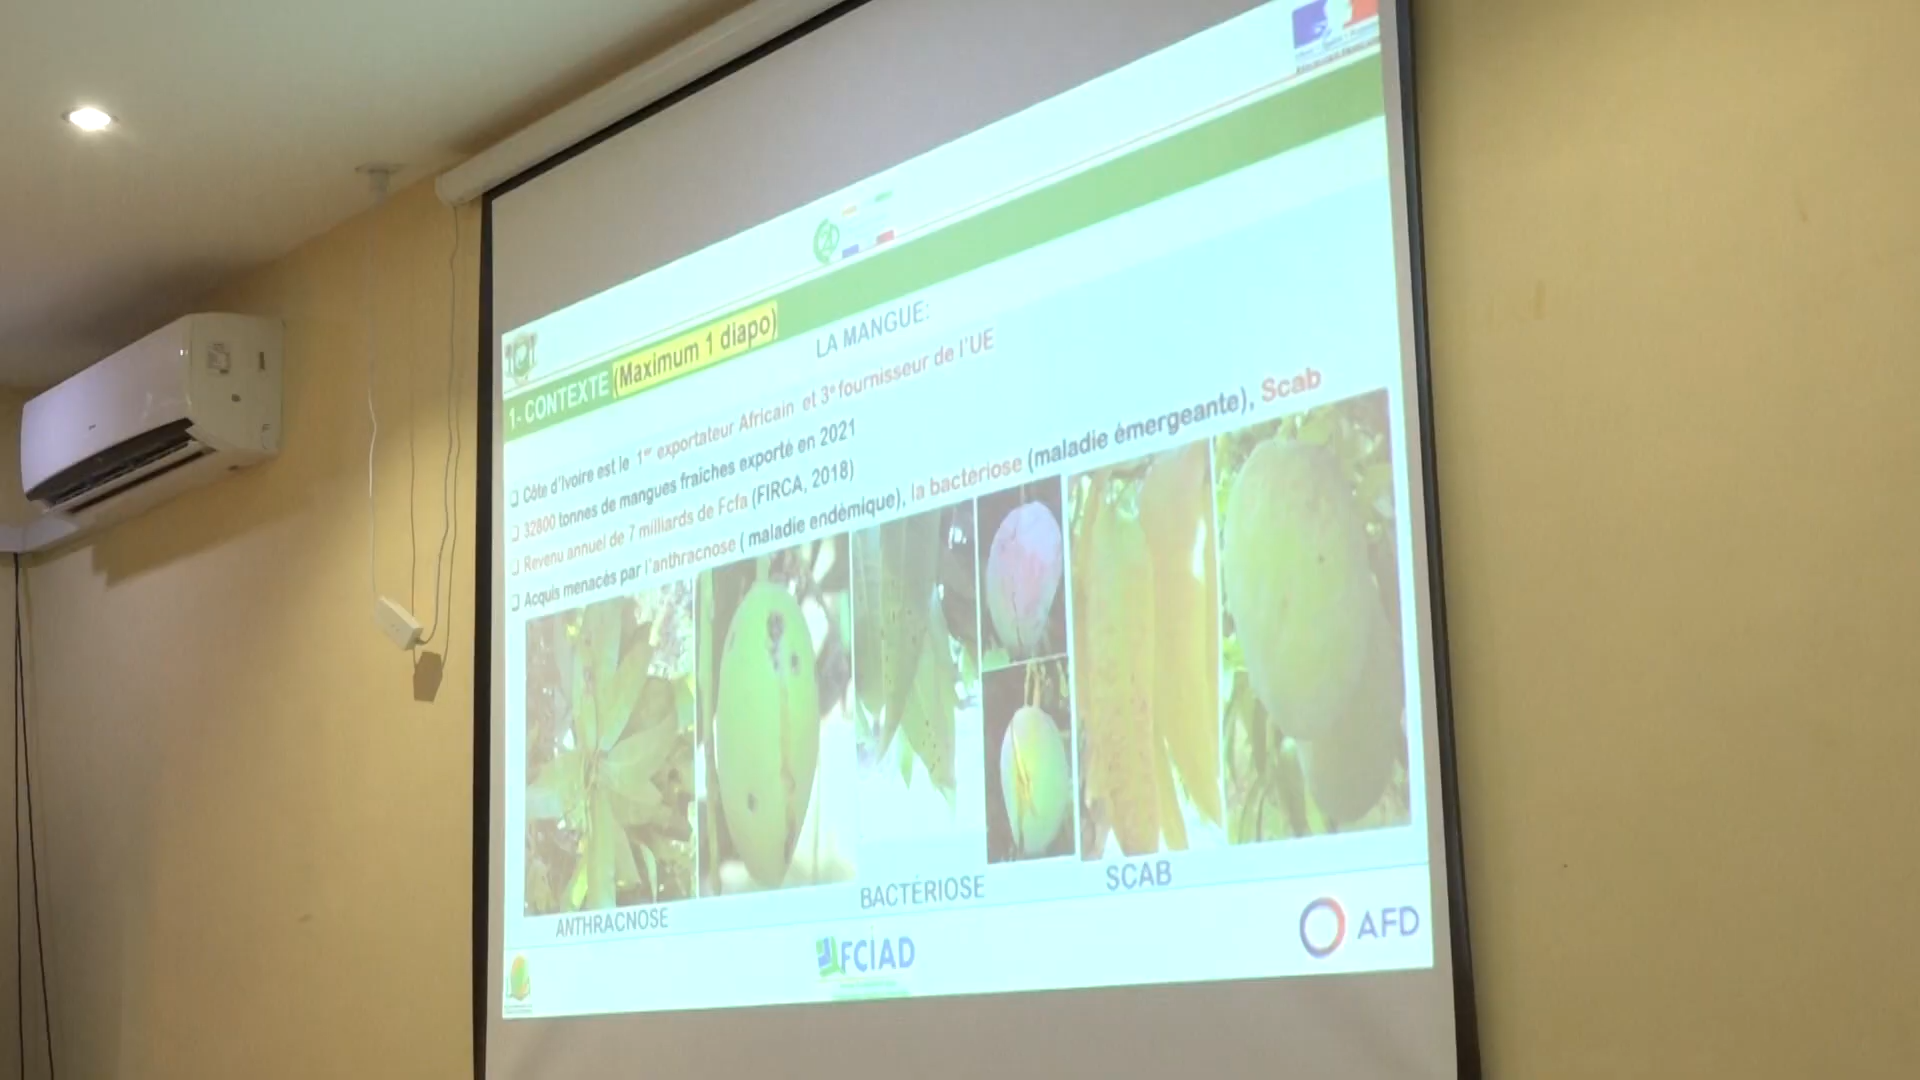 1- CONTEXTE (Maximum 1 diapo)
LA MANGUE:
❑ Côte d'Ivoire est le 1er exportateur Africain et 3e fournisseur de l'UE
❑ 32800 tonnes de mangues fraiches exporté en 2021
❑ Revenu annuel de 7 milliards de Fcfa (FIRCA, 2018)
❑ Acquis menacés par l'anthracnose ( maladie endémique), la bactériose (maladie émergeante), Scab
ANTHRACNOSE
BACTÉRIOSE
SCAB
FCIAD
AFD